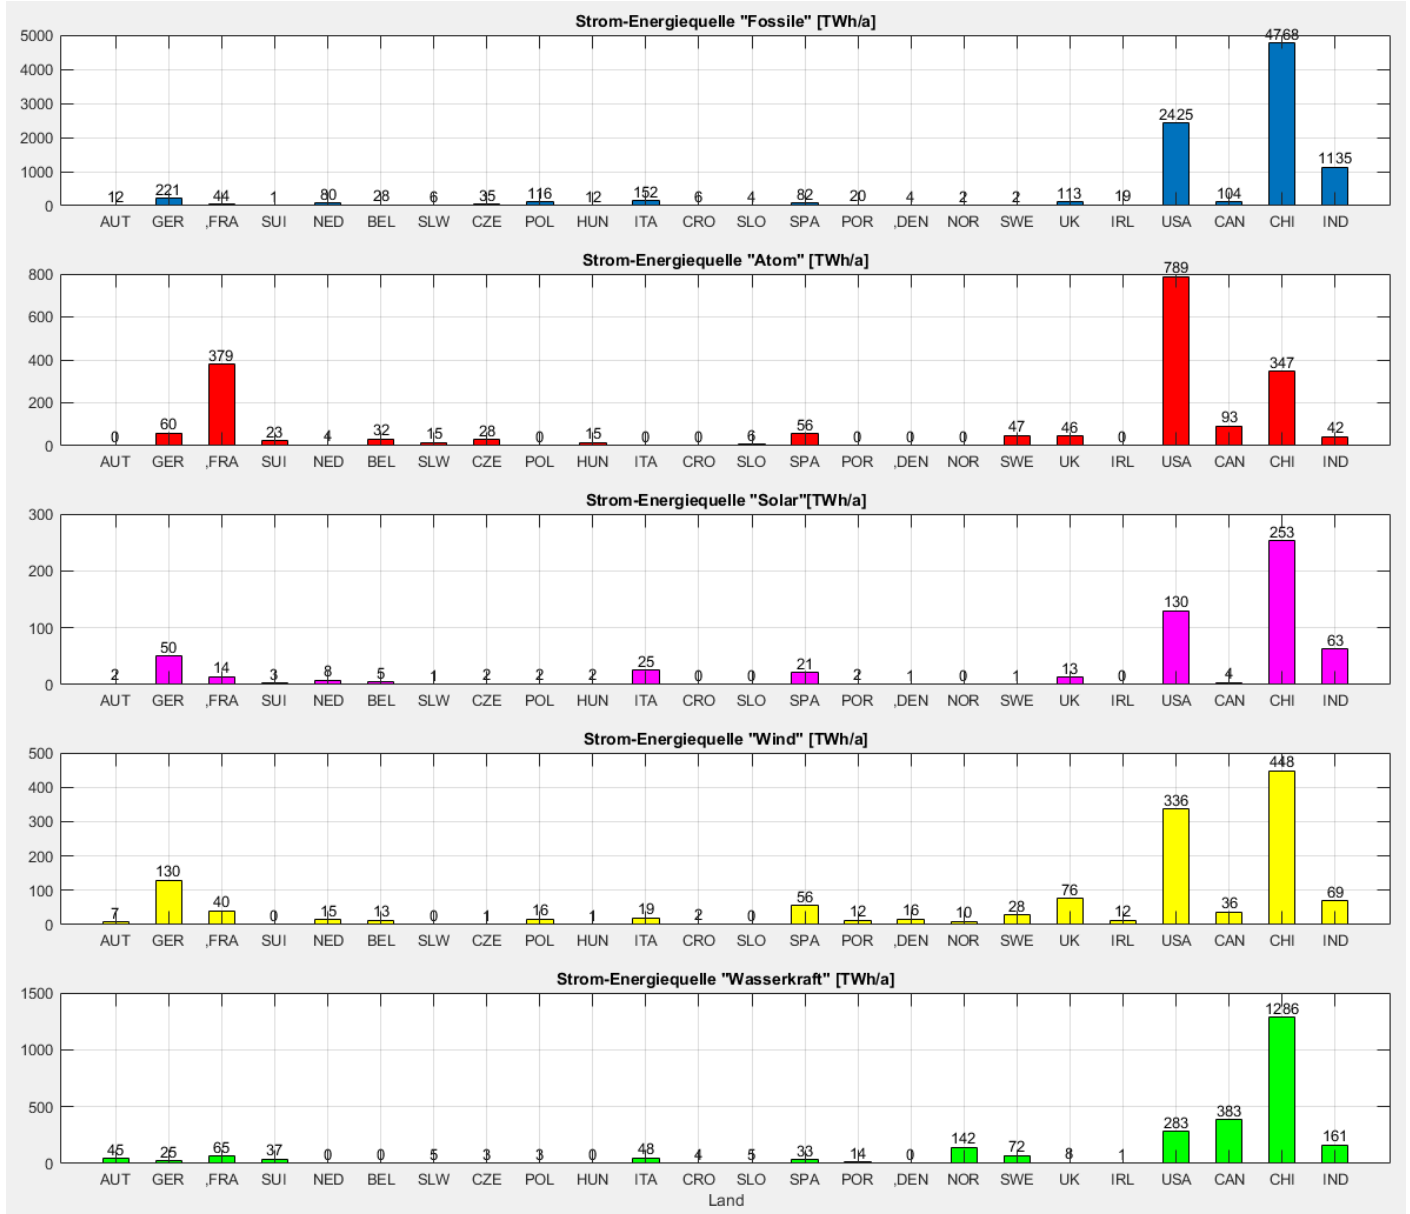 Strom-Energiequelle "Fossile" [TWh/a]
5000
4000
3000
2000
1000
0
12 221 44 1 80 28 6 35 116 12 152 6 4 82 20 4 2 2 113 19 2425 104 4768 1135
AUT GER ,FRA SUI NED BEL SLW CZE POL HUN ITA CRO SLO SPA POR ,DEN NOR SWE UK IRL USA CAN CHI IND
Strom-Energiequelle "Atom" [TWh/a]
800
600
400
200
0
0 60 379 23 4 32 15 28 0 15 0 0 6 56 0 0 0 47 46 0 789 93 347 42
AUT GER ,FRA SUI NED BEL SLW CZE POL HUN ITA CRO SLO SPA POR ,DEN NOR SWE UK IRL USA CAN CHI IND
Strom-Energiequelle "Solar"[TWh/a]
300
200
100
0
2 50 14 3 8 5 1 2 2 2 25 0 0 21 2 1 0 1 13 0 130 4 253 63
AUT GER ,FRA SUI NED BEL SLW CZE POL HUN ITA CRO SLO SPA POR ,DEN NOR SWE UK IRL USA CAN CHI IND
Strom-Energiequelle "Wind" [TWh/a]
500
400
300
200
100
0
7 130 40 0 15 13 0 1 16 1 19 2 0 56 12 16 10 28 76 12 336 36 448 69
AUT GER ,FRA SUI NED BEL SLW CZE POL HUN ITA CRO SLO SPA POR ,DEN NOR SWE UK IRL USA CAN CHI IND
Strom-Energiequelle "Wasserkraft" [TWh/a]
1500
1000
500
0
45 25 65 37 0 0 5 3 3 0 48 4 5 33 14 0 142 72 8 1 283 383 1286 161
AUT GER ,FRA SUI NED BEL SLW CZE POL HUN ITA CRO SLO SPA POR ,DEN NOR SWE UK IRL USA CAN CHI IND
Land